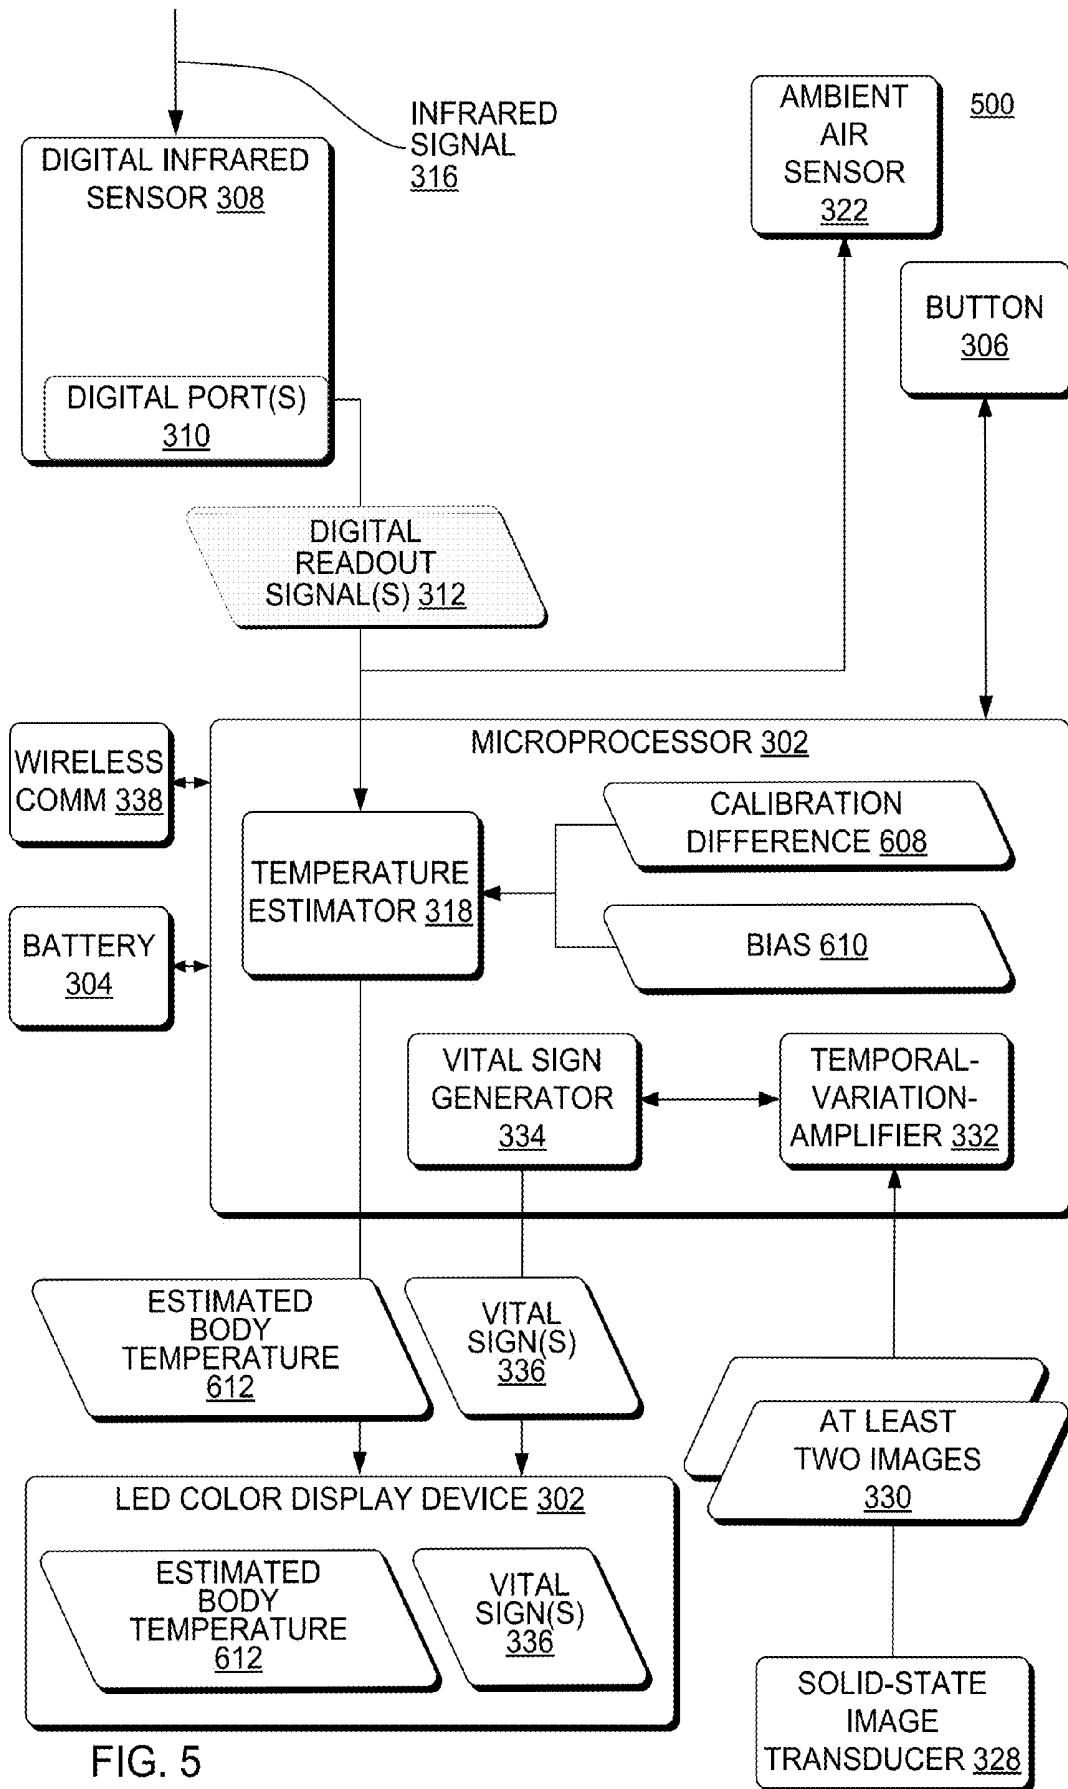 INFRARED
SIGNAL
316
DIGITAL INFRARED
SENSOR 308
DIGITAL PORT(S)
310
AMBIENT
AIR
SENSOR
322
500
BUTTON
306
DIGITAL
READOUT
SIGNAL(S) 312
MICROPROCESSOR 302
WIRELESS
COMM 338
BATTERY
304
TEMPERATURE
ESTIMATOR 318
CALIBRATION
DIFFERENCE 608
BIAS 610
VITAL SIGN
GENERATOR
334
TEMPORAL-
VARIATION-
AMPLIFIER 332
ESTIMATED
BODY
TEMPERATURE
612
VITAL
SIGN(S)
336
AT LEAST
TWO IMAGES
330
LED COLOR DISPLAY DEVICE 302
ESTIMATED
BODY
TEMPERATURE
612
VITAL
SIGN(S)
336
SOLID-STATE
IMAGE
TRANSDUCER 328
FIG. 5